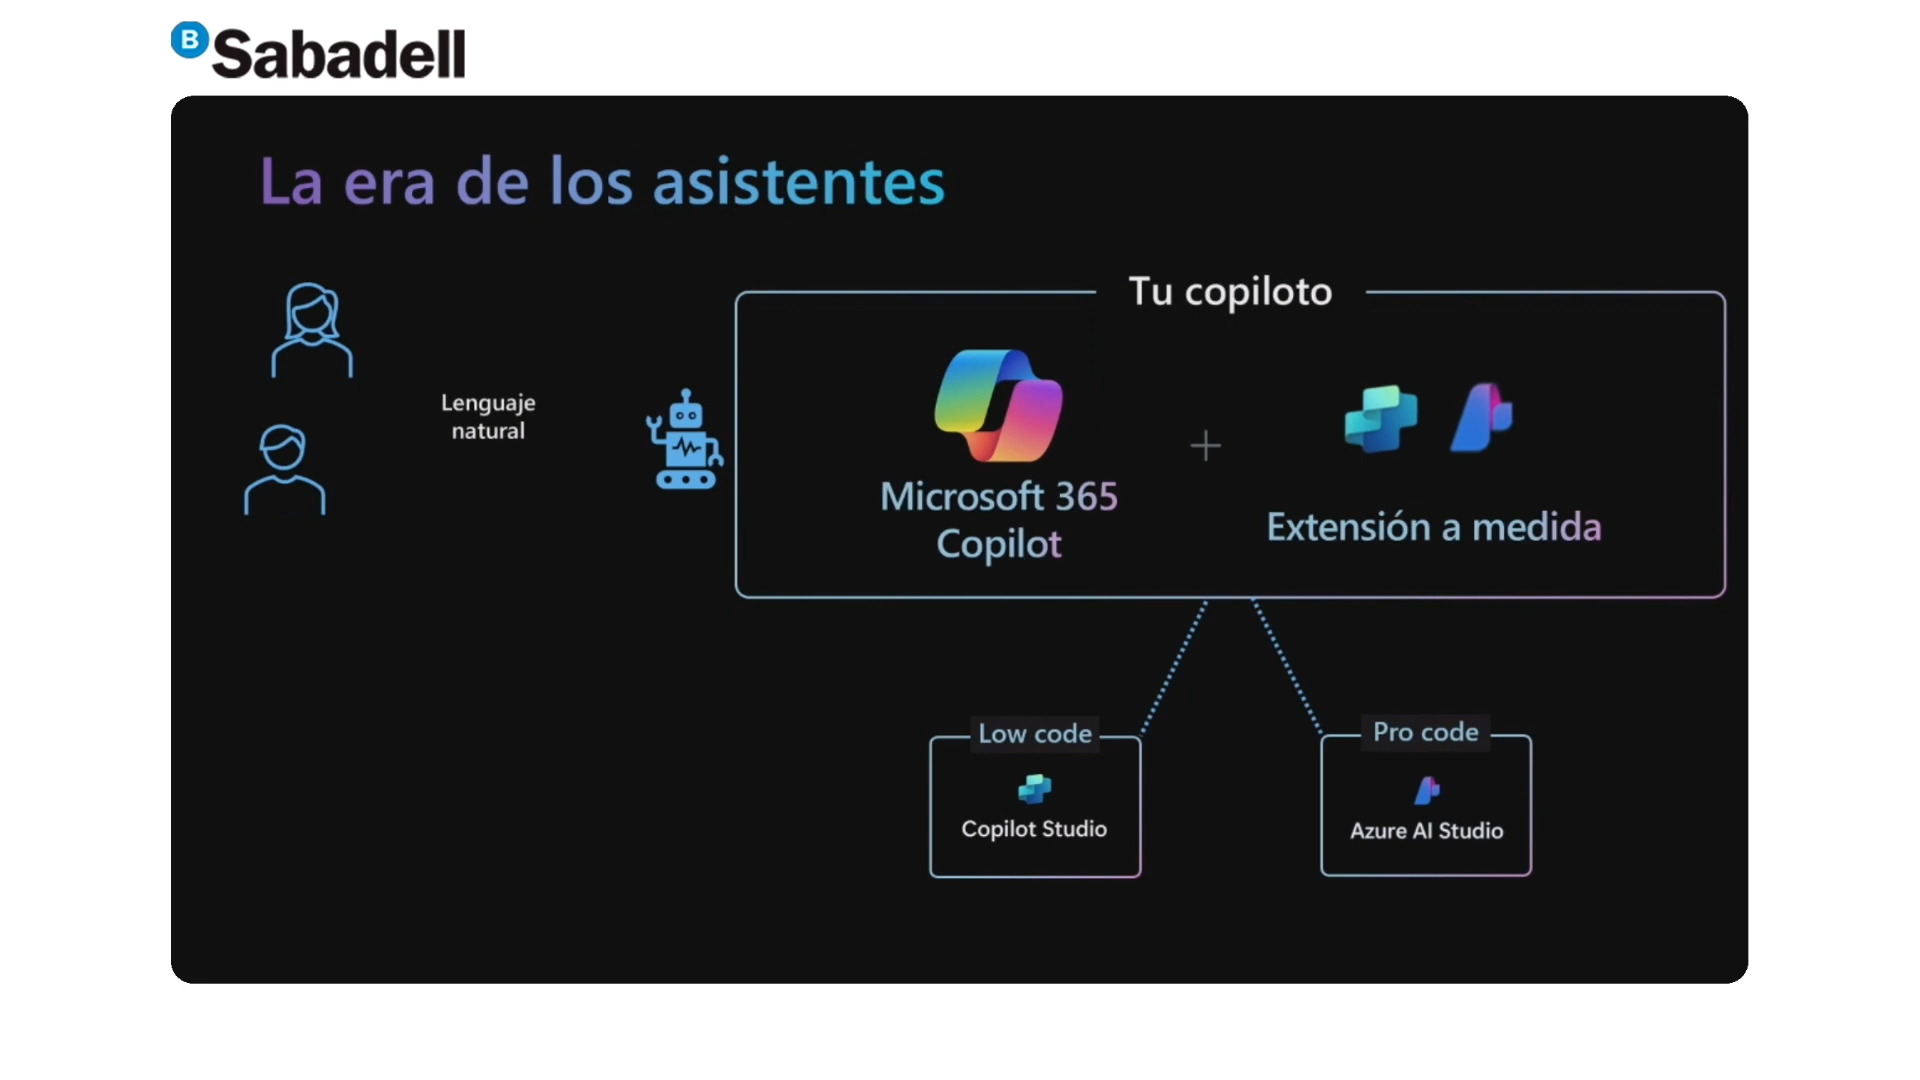 B Sabadell
La era de los asistentes
Tu copiloto
Lenguaje
natural
Microsoft 365
Copilot
+
Extensión a medida
Low code
Copilot Studio
Pro code
Azure AI Studio